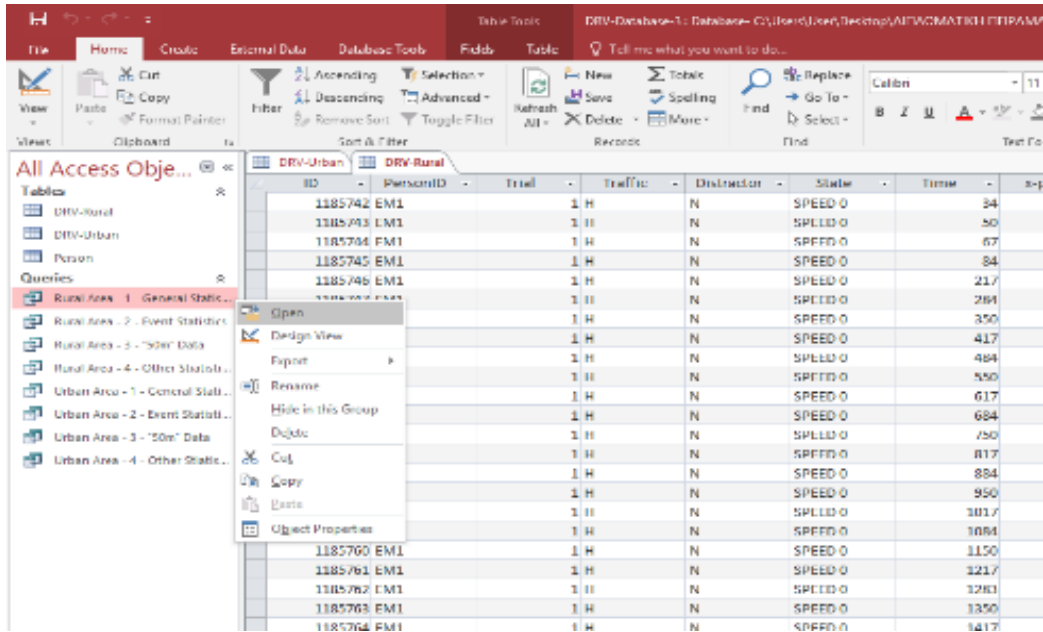 Table Tools DRV-Database-3 : Database- C:\Users\User\Desktop\
File Home Create External Data Database Tools Fields Table Tell me what you want to do...
View Paste Cut Copy Format Painter
Filter Ascending Descending Remove Sort Selection Advanced Toggle Filter
Refresh All New Save Delete Totals Spelling More
Find Replace Go To Select
Calibri 11
B I U A
Views Clipboard Sort & Filter Records Find
All Access Obje...
Tables
DRV-Rural
DRV-Urban
Person
Queries
Rural Area - 1 - General Statis...
Rural Area - 2 - Event Statistics
Rural Area - 3 - "50m" Data
Rural Area - 4 - Other Statisti...
Urban Area - 1 - General Stati...
Urban Area - 2 - Event Statisti...
Urban Area - 3 - "50m" Data
Urban Area - 4 - Other Statis...
Open
Design View
Export
Rename
Hide in this Group
Delete
Cut
Copy
Paste
Object Properties
DRV-Urban DRV-Rural
ID PersonID Trial Traffic Distractor State Time
1185742 EM1 1 H N SPEED-0 34
1185743 EM1 1 H N SPEED-0 50
1185744 EM1 1 H N SPEED-0 67
1185745 EM1 1 H N SPEED-0 84
1185746 EM1 1 H N SPEED-0 217
1185747 EM1 1 H N SPEED-0 284
1 H N SPEED-0 350
1 H N SPEED-0 417
1 H N SPEED-0 484
1 H N SPEED-0 550
1 H N SPEED-0 617
1 H N SPEED-0 684
1 H N SPEED-0 750
1 H N SPEED-0 817
1 H N SPEED-0 884
1 H N SPEED-0 950
1 H N SPEED-0 1017
1 H N SPEED-0 1084
1185760 EM1 1 H N SPEED-0 1150
1185761 EM1 1 H N SPEED-0 1217
1185762 EM1 1 H N SPEED-0 1283
1185763 EM1 1 H N SPEED-0 1350
1185764 EM1 1 H N SPEED-0 1417